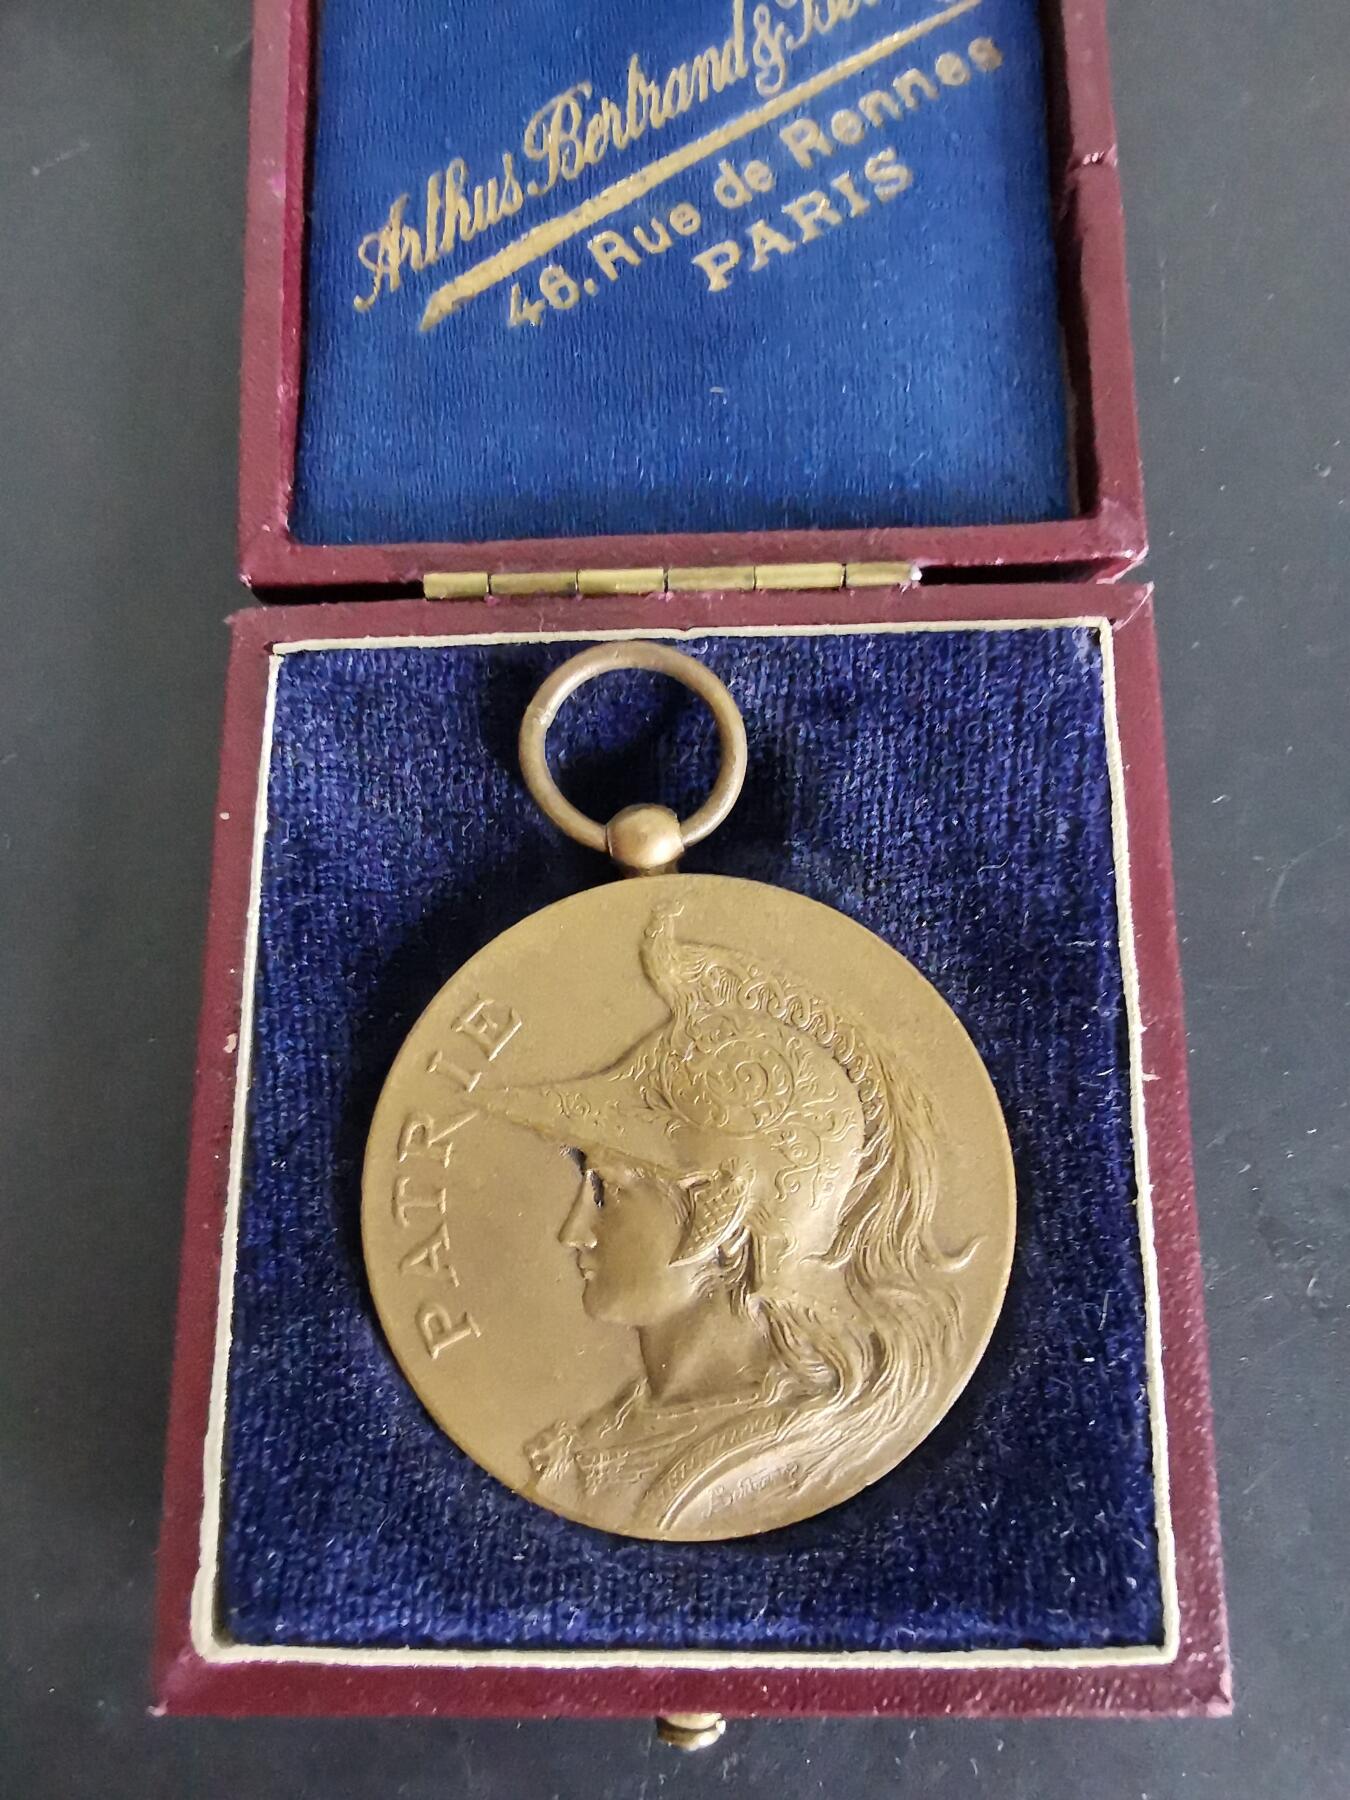 Arthus Bertrand &
46, Rue de Rennes
PARIS
PATRIE